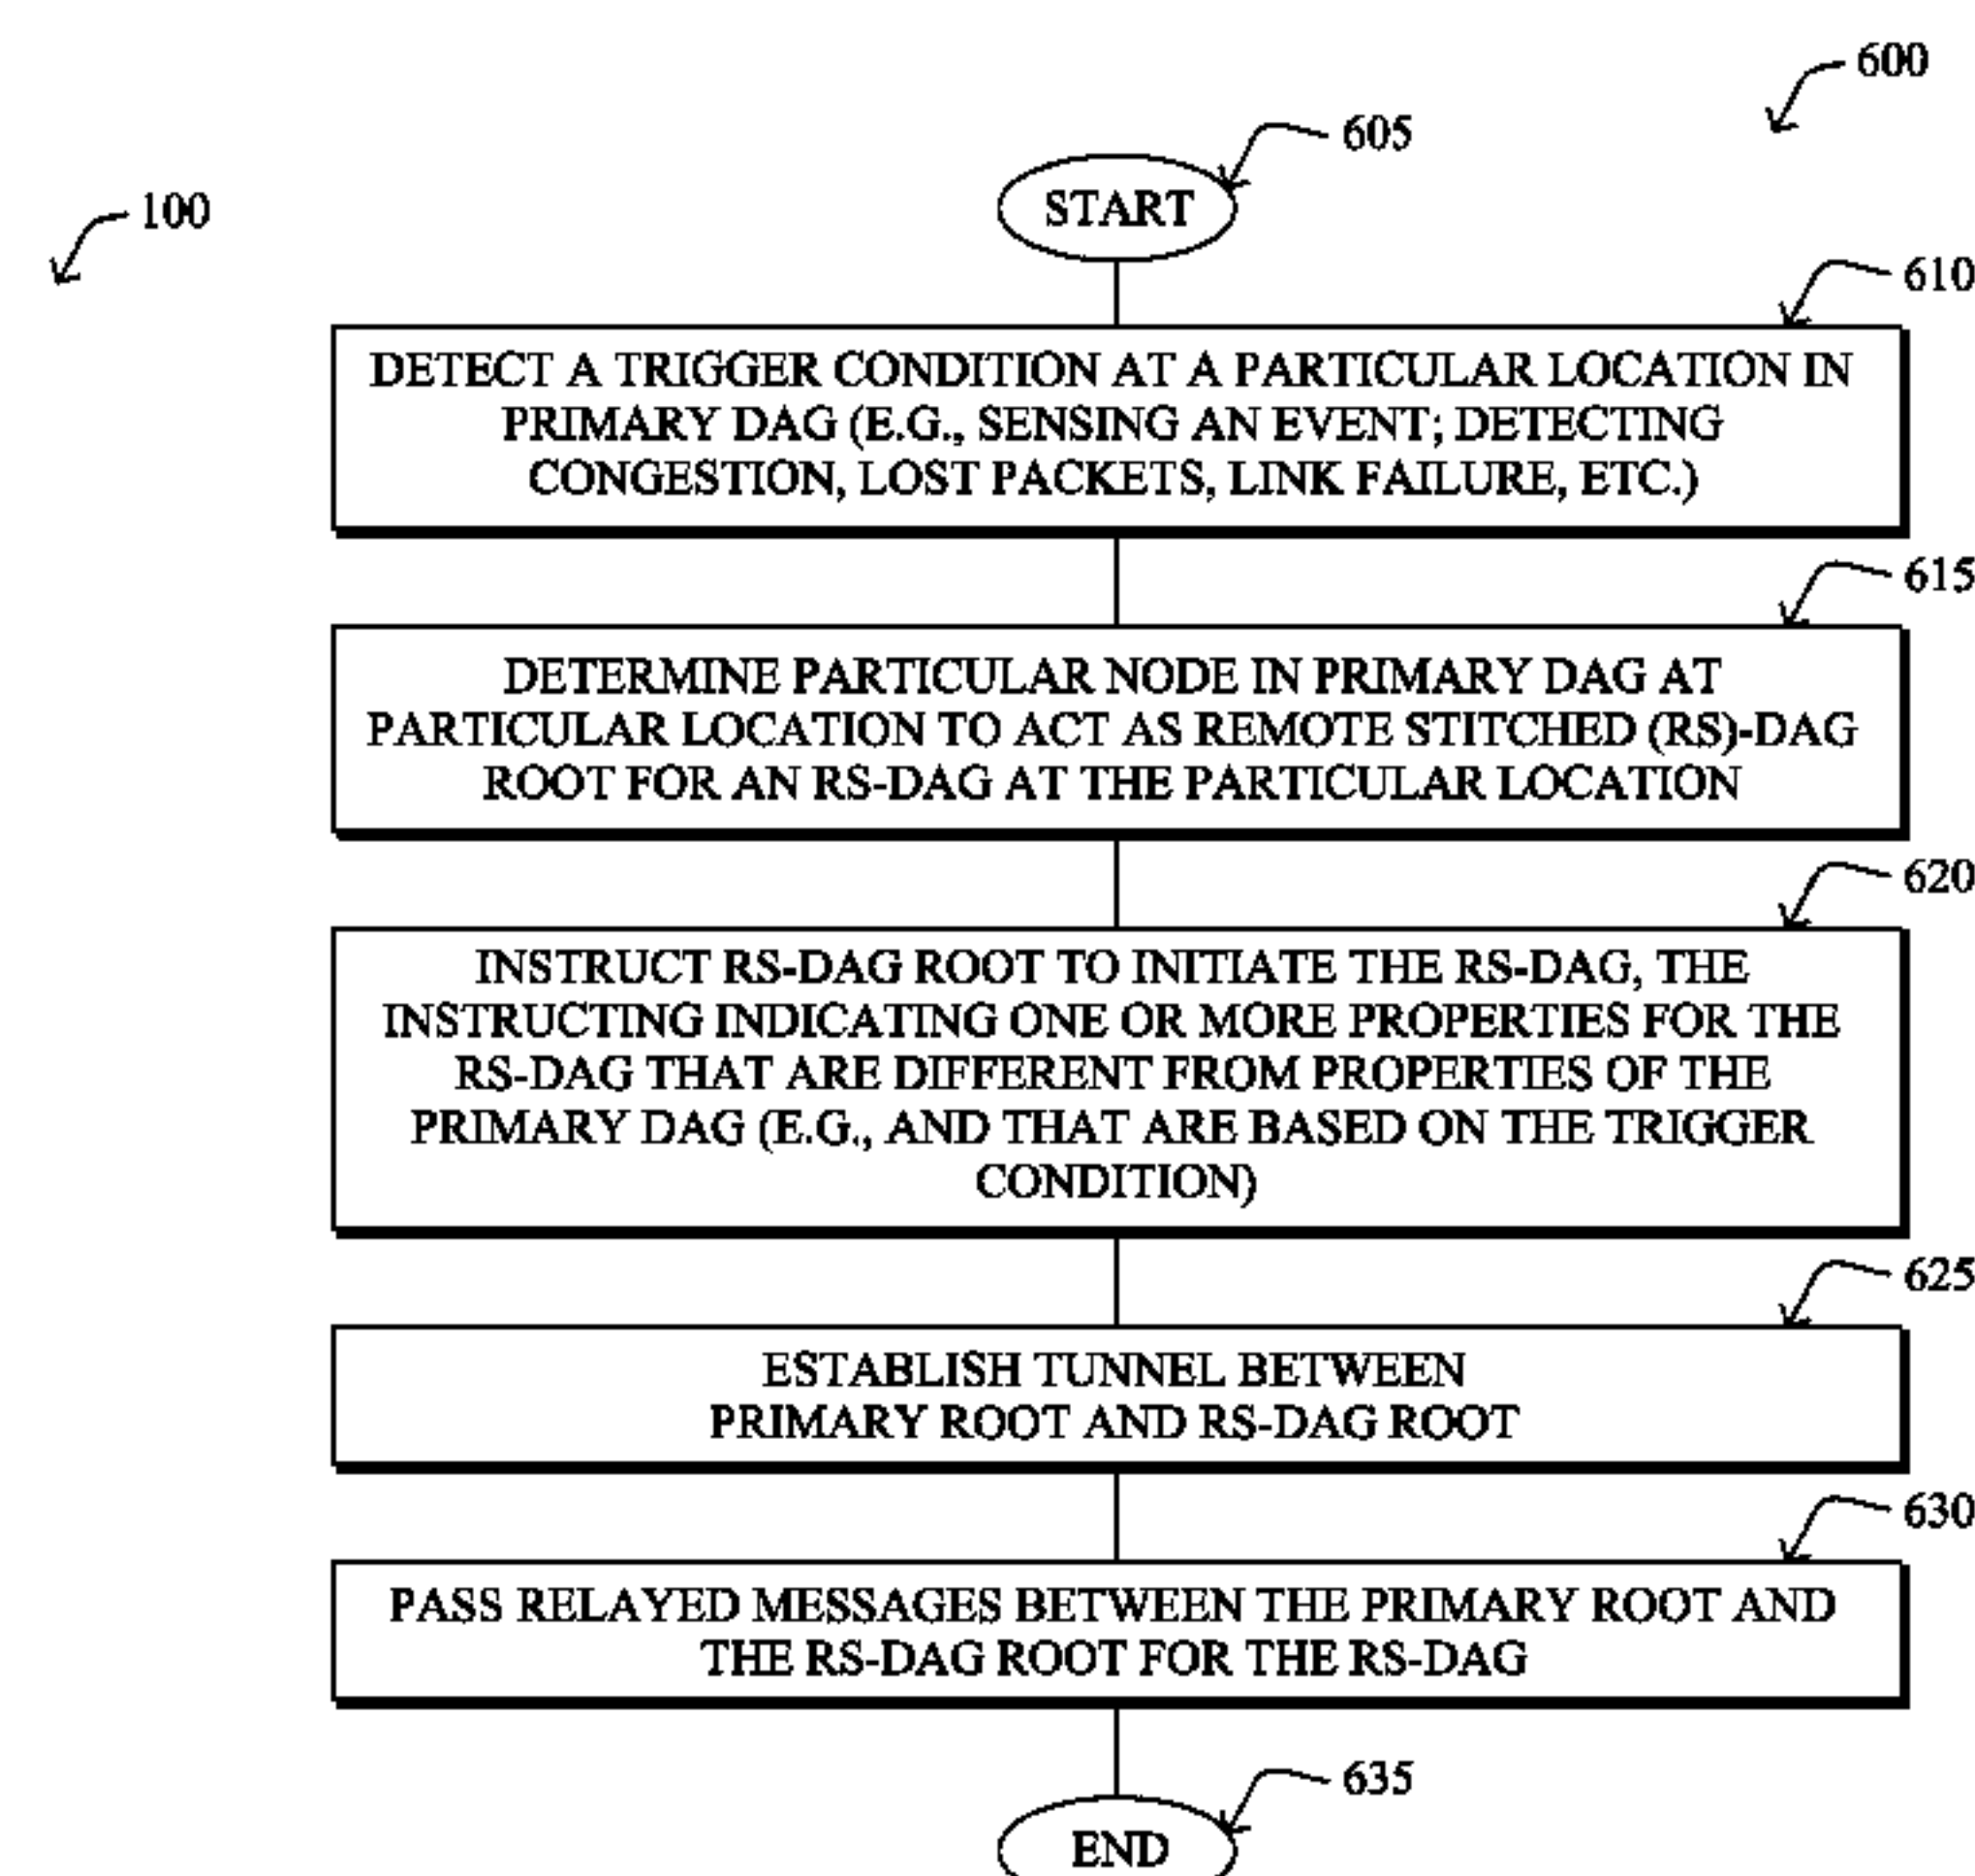 600
605
START
100
610
DETECT A TRIGGER CONDITION AT A PARTICULAR LOCATION IN
PRIMARY DAG (E.G., SENSING AN EVENT; DETECTING
CONGESTION, LOST PACKETS, LINK FAILURE, ETC.)
615
DETERMINE PARTICULAR NODE IN PRIMARY DAG AT
PARTICULAR LOCATION TO ACT AS REMOTE STITCHED (RS)-DAG
ROOT FOR AN RS-DAG AT THE PARTICULAR LOCATION
620
INSTRUCT RS-DAG ROOT TO INITIATE THE RS-DAG, THE
INSTRUCTING INDICATING ONE OR MORE PROPERTIES FOR THE
RS-DAG THAT ARE DIFFERENT FROM PROPERTIES OF THE
PRIMARY DAG (E.G., AND THAT ARE BASED ON THE TRIGGER
CONDITION)
625
ESTABLISH TUNNEL BETWEEN
PRIMARY ROOT AND RS-DAG ROOT
630
PASS RELAYED MESSAGES BETWEEN THE PRIMARY ROOT AND
THE RS-DAG ROOT FOR THE RS-DAG
635
END